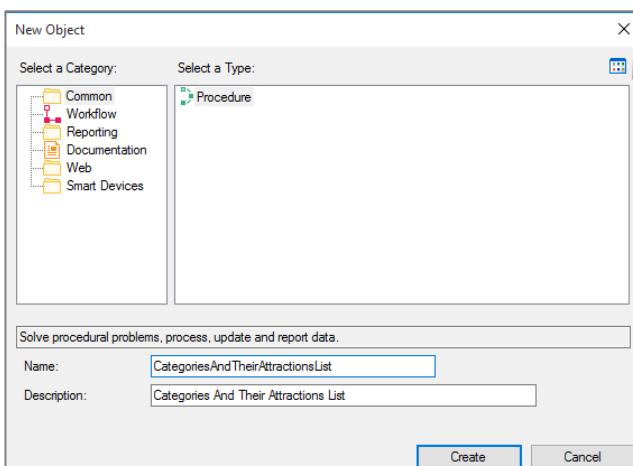 New Object
Select a Category:
Select a Type:
Common
Workflow
Reporting
Documentation
Web
Smart Devices
Procedure
Solve procedural problems, process, update and report data.
Name:
CategoriesAndTheirAttractionsList
Description:
Categories And Their Attractions List
Create
Cancel